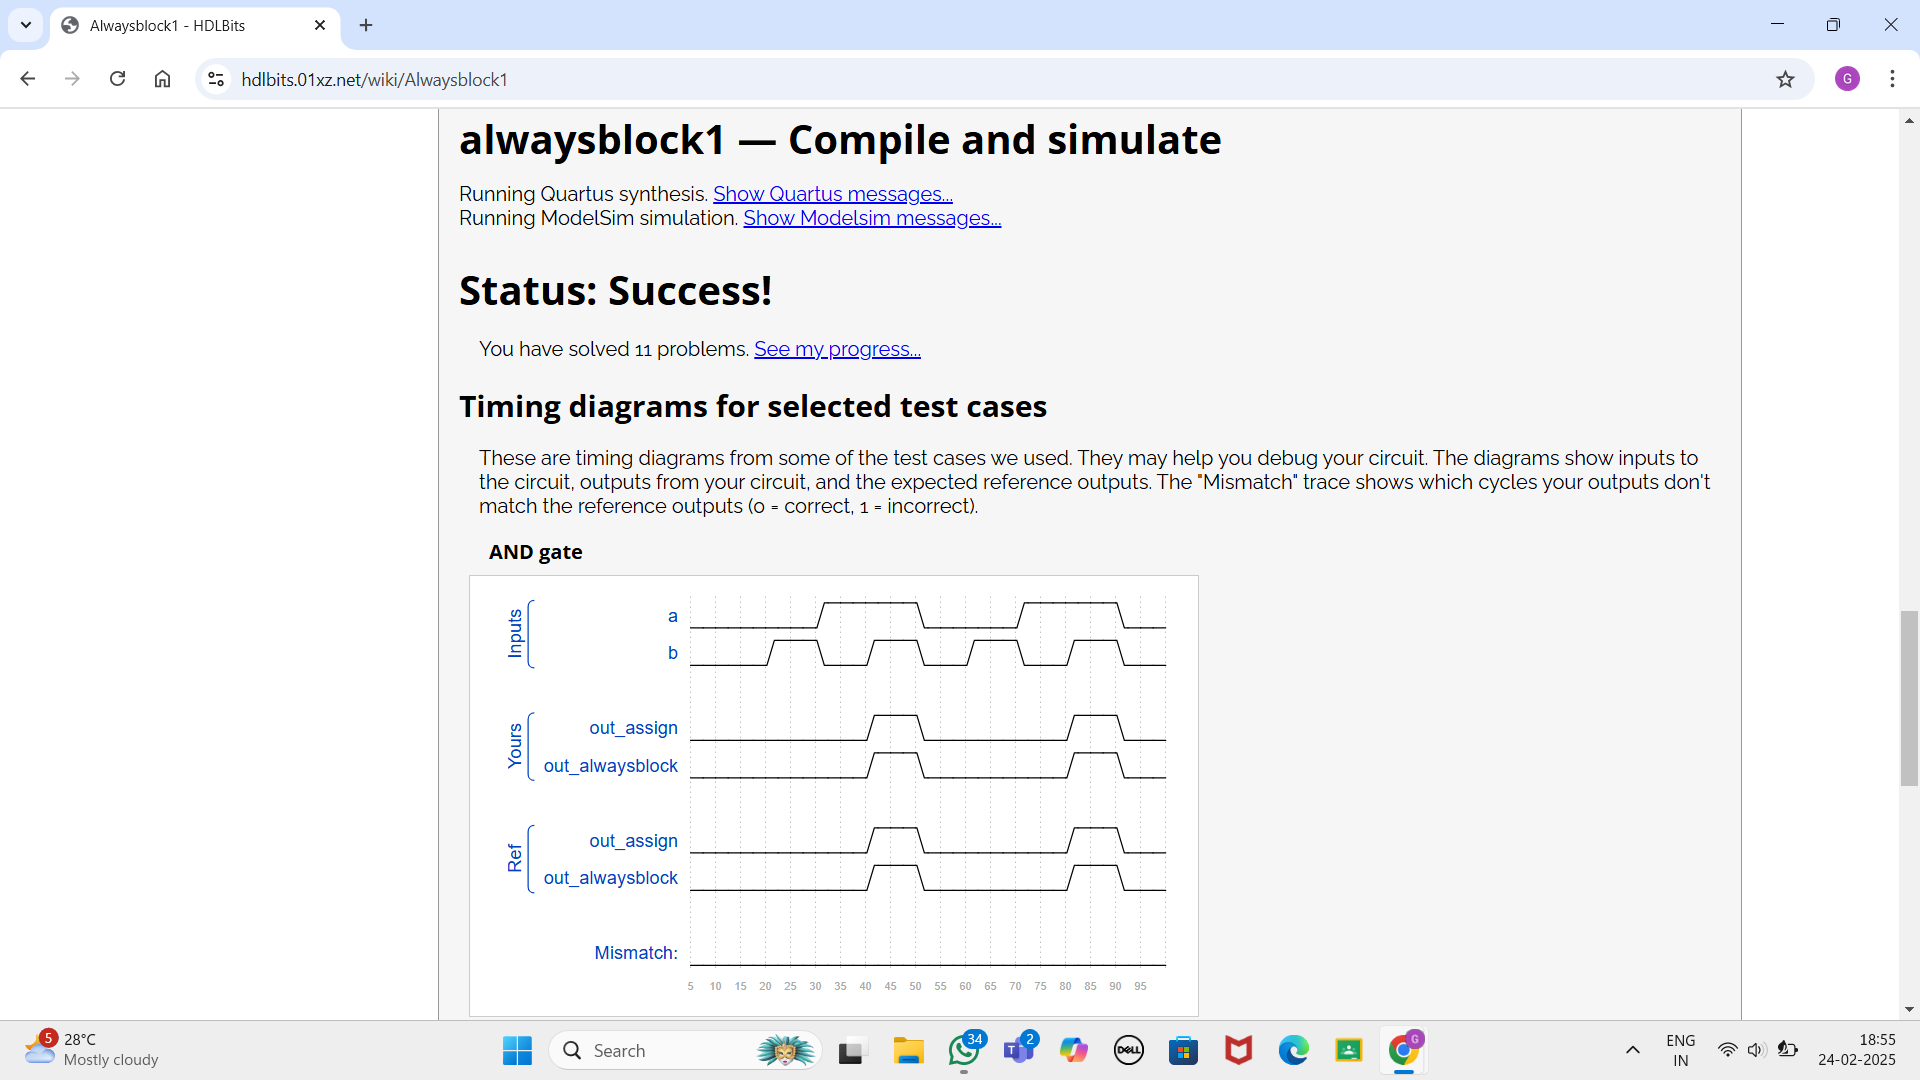 Alwaysblock1 - HDLBits
hdlbits.01xz.net/wiki/Alwaysblock1
G
alwaysblock1 — Compile and simulate
Running Quartus synthesis. Show Quartus messages...
Running ModelSim simulation. Show Modelsim messages...
Status: Success!
You have solved 11 problems. See my progress...
Timing diagrams for selected test cases
These are timing diagrams from some of the test cases we used. They may help you debug your circuit. The diagrams show inputs to
the circuit, outputs from your circuit, and the expected reference outputs. The "Mismatch" trace shows which cycles your outputs don't
match the reference outputs (0 = correct, 1 = incorrect).
AND gate
Inputs
a
b
Yours
out_assign
out_alwaysblock
Ref
out_assign
out_alwaysblock
Mismatch:
5 10 15 20 25 30 35 40 45 50 55 60 65 70 75 80 85 90 95
5
28°C
Mostly cloudy
Search
34
T
2
DELL
G
ENG
IN
18:55
24-02-2025